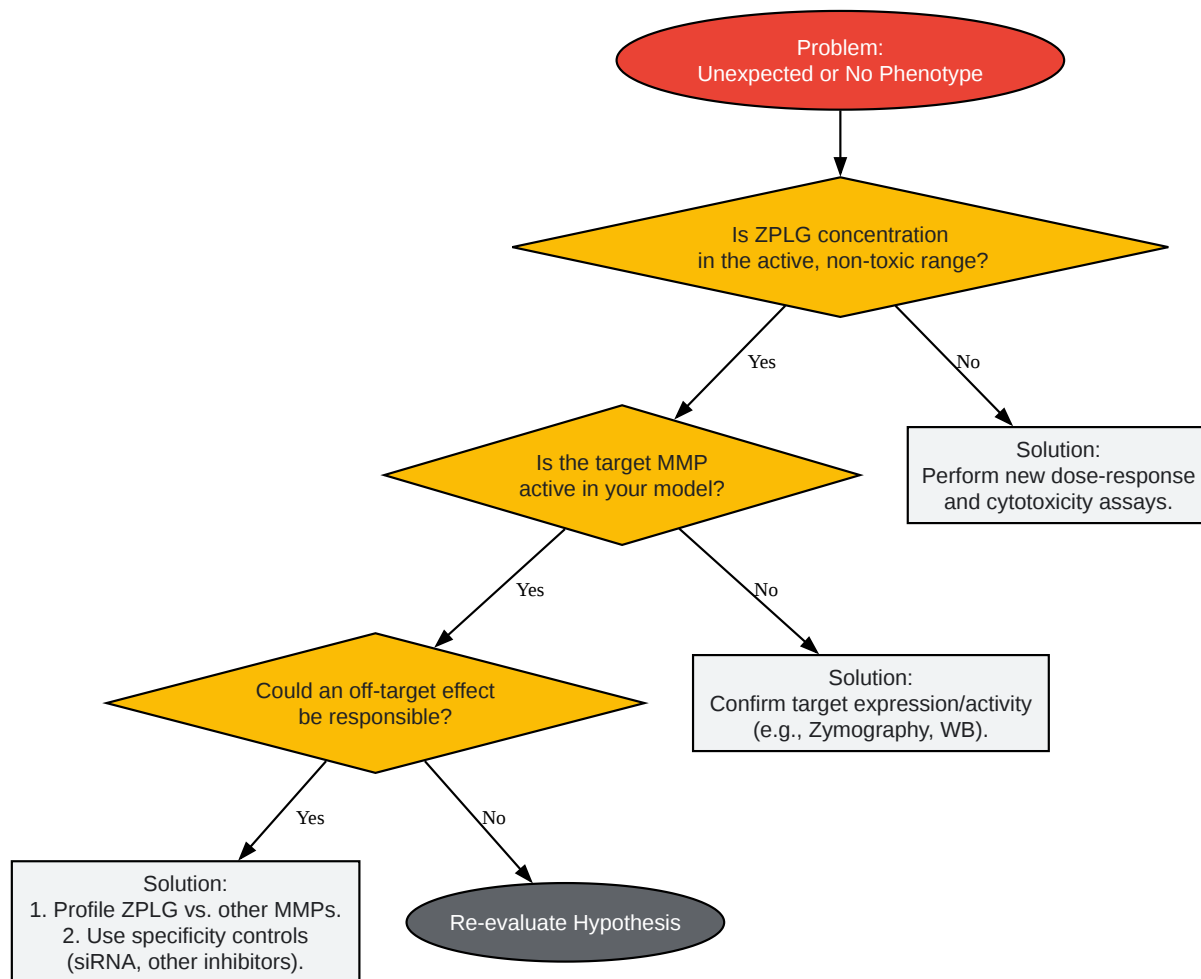 Problem:
Unexpected or No Phenotype
Is ZPLG concentration
in the active, non-toxic range?
Yes
No
Is the target MMP
active in your model?
Solution:
Perform new dose-response
and cytotoxicity assays.
Yes
No
Could an off-target effect
be responsible?
Solution:
Confirm target expression/activity
(e.g., Zymography, WB).
Yes
No
Solution:
1. Profile ZPLG vs. other MMPs.
2. Use specificity controls
(siRNA, other inhibitors).
Re-evaluate Hypothesis